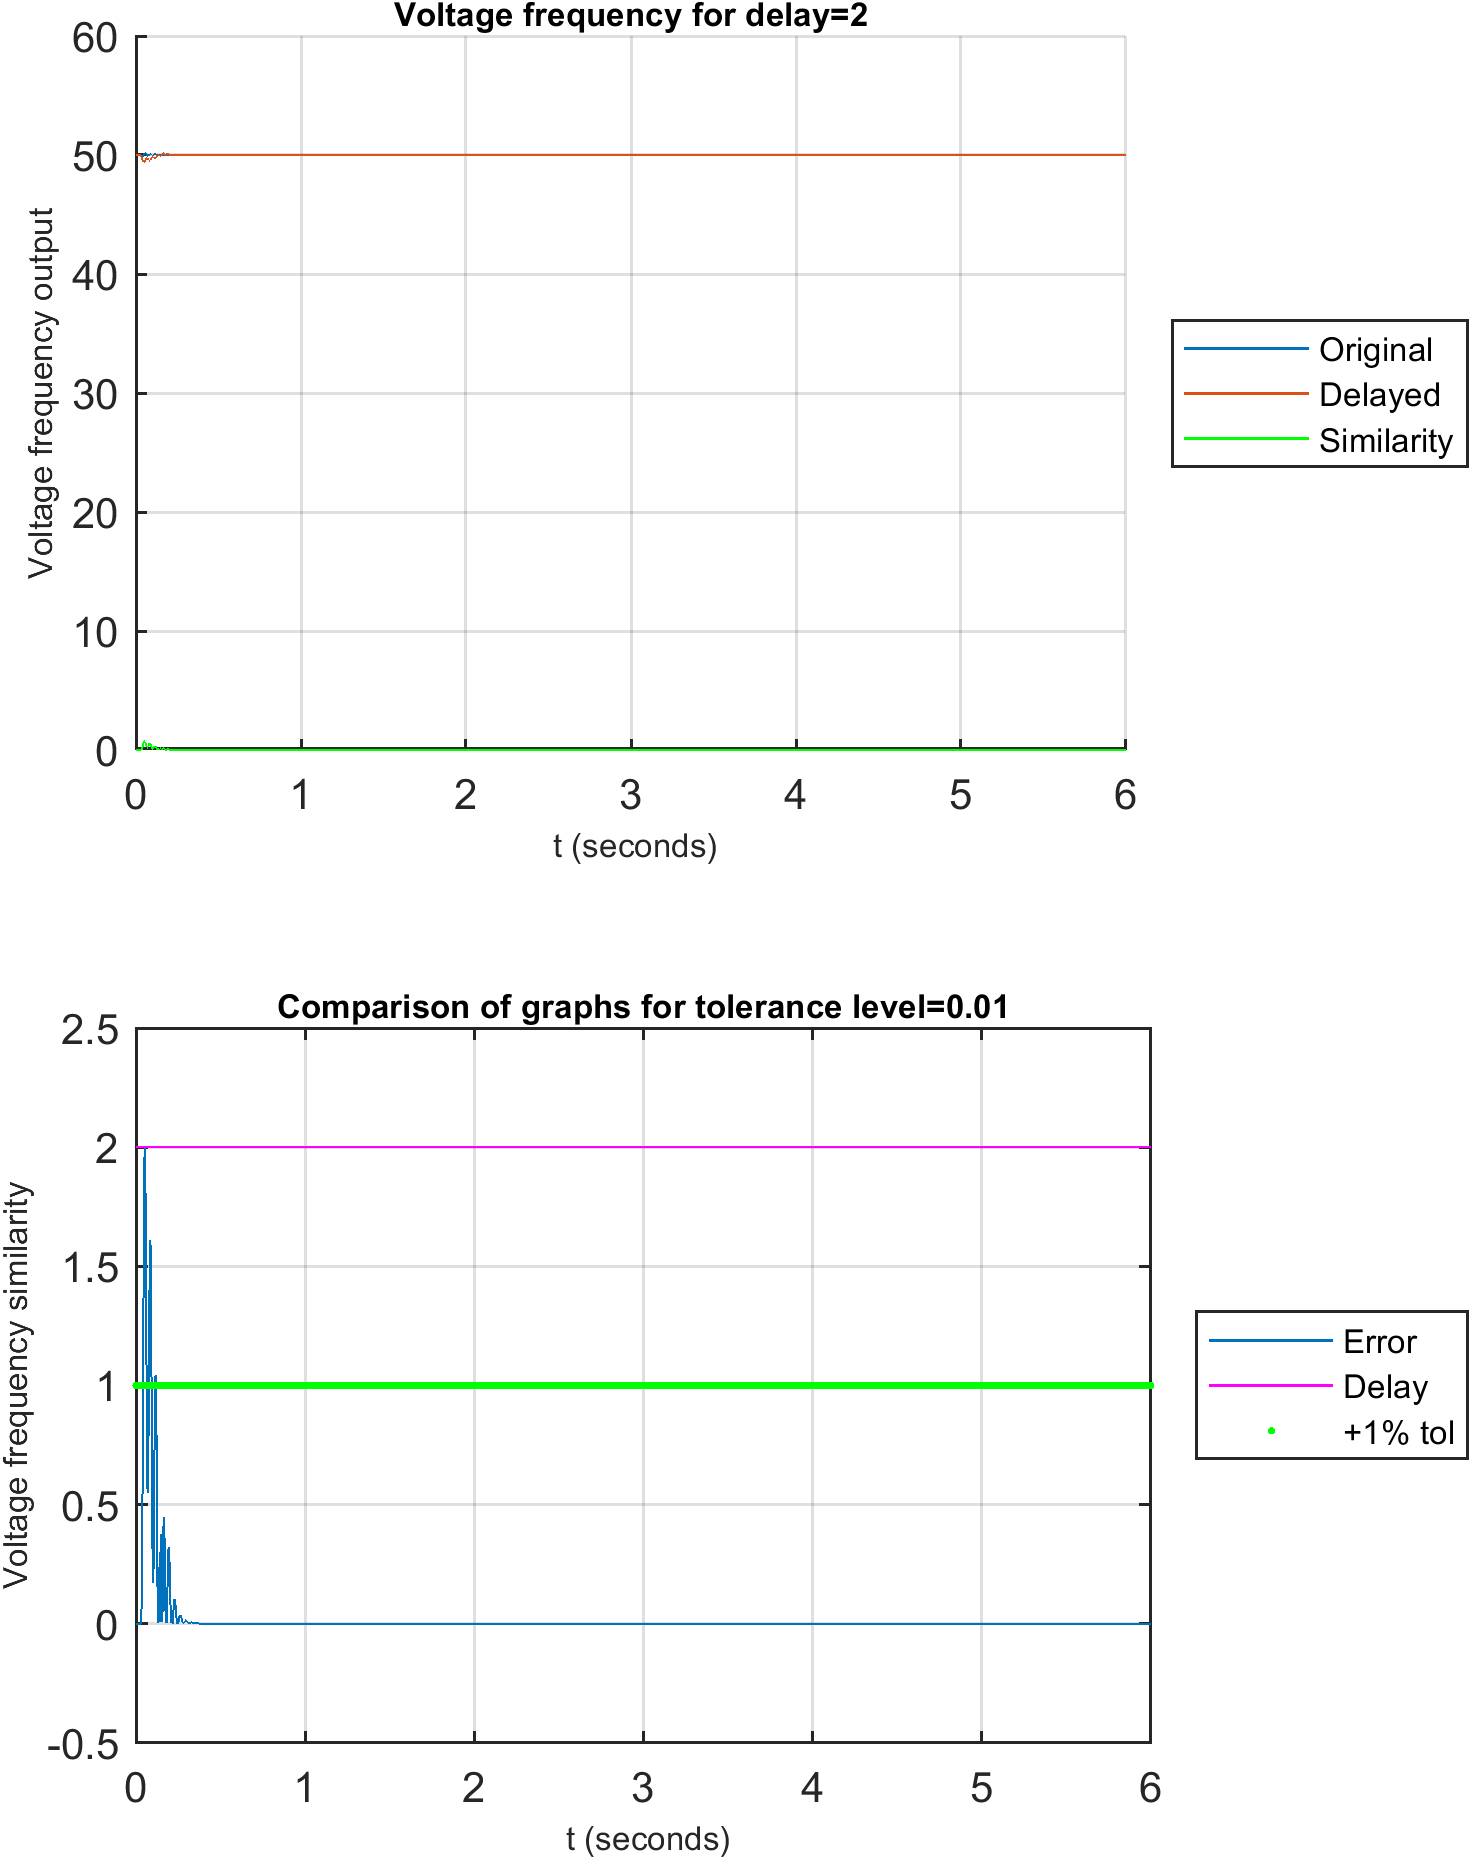 Voltage frequency for delay=2
60
50
40
30
20
10
0
Voltage frequency output
0 1 2 3 4 5 6
t (seconds)
Original
Delayed
Similarity
Comparison of graphs for tolerance level=0.01
2.5
2
1.5
1
0.5
0
-0.5
Voltage frequency similarity
0 1 2 3 4 5 6
t (seconds)
Error
Delay
+1% tol